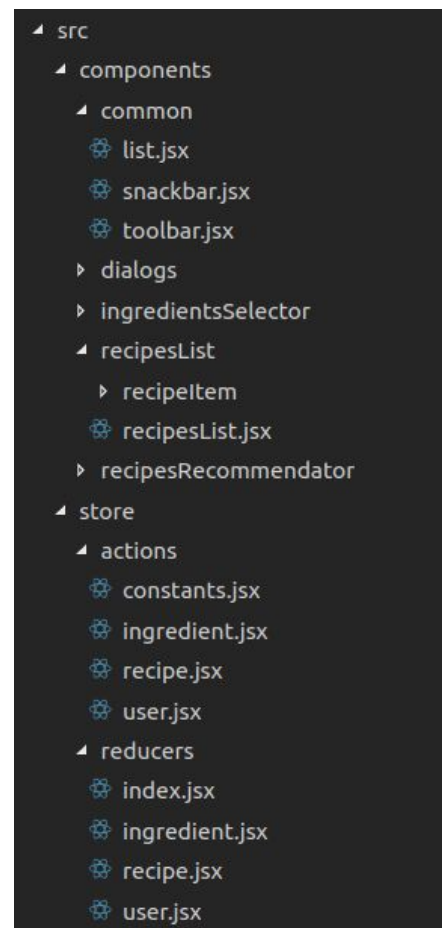 src
components
common
list.jsx
snackbar.jsx
toolbar.jsx
dialogs
ingredientsSelector
recipesList
recipeItem
recipesList.jsx
recipesRecommendator
store
actions
constants.jsx
ingredient.jsx
recipe.jsx
user.jsx
reducers
index.jsx
ingredient.jsx
recipe.jsx
user.jsx